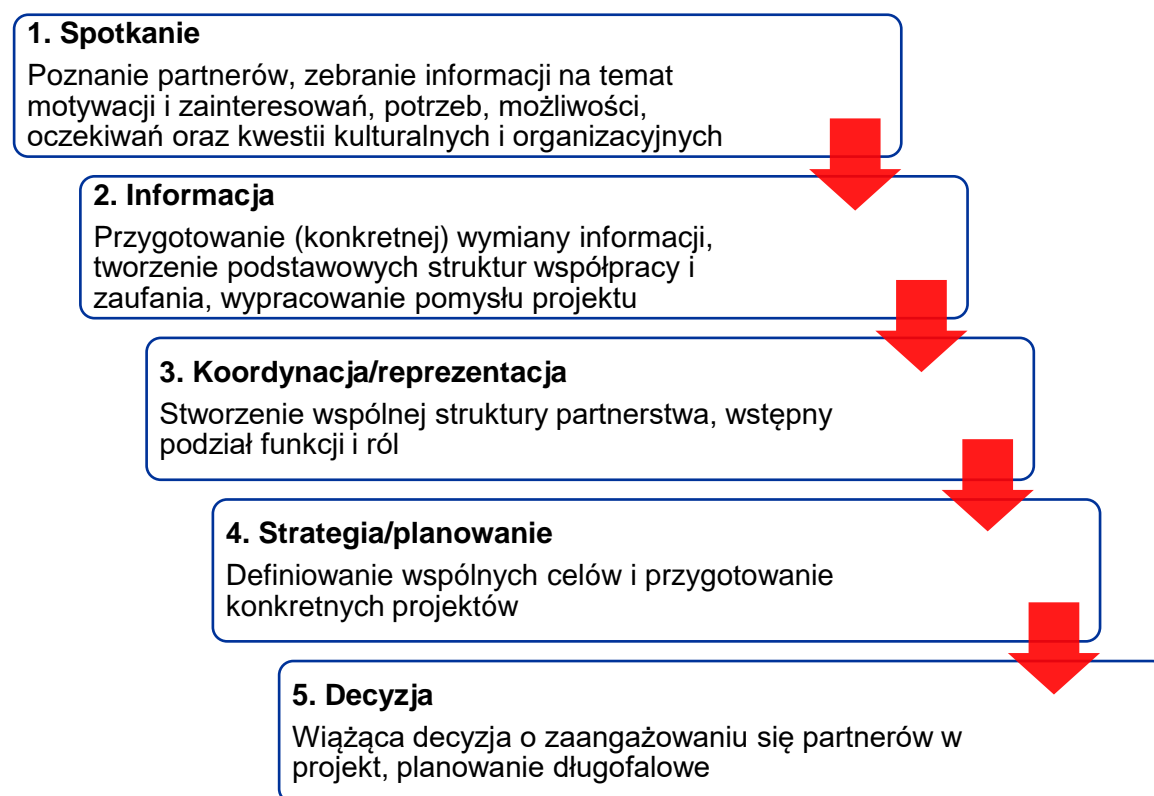 1. Spotkanie
Poznanie partnerów, zebranie informacji na temat
motywacji i zainteresowań, potrzeb, możliwości,
oczekiwań oraz kwestii kulturalnych i organizacyjnych
2. Informacja
Przygotowanie (konkretnej) wymiany informacji,
tworzenie podstawowych struktur współpracy i
zaufania, wypracowanie pomysłu projektu
3. Koordynacja/reprezentacja
Stworzenie wspólnej struktury partnerstwa, wstępny
podział funkcji i ról
4. Strategia/planowanie
Definiowanie wspólnych celów i przygotowanie
konkretnych projektów
5. Decyzja
Wiążąca decyzja o zaangażowaniu się partnerów w
projekt, planowanie długofalowe